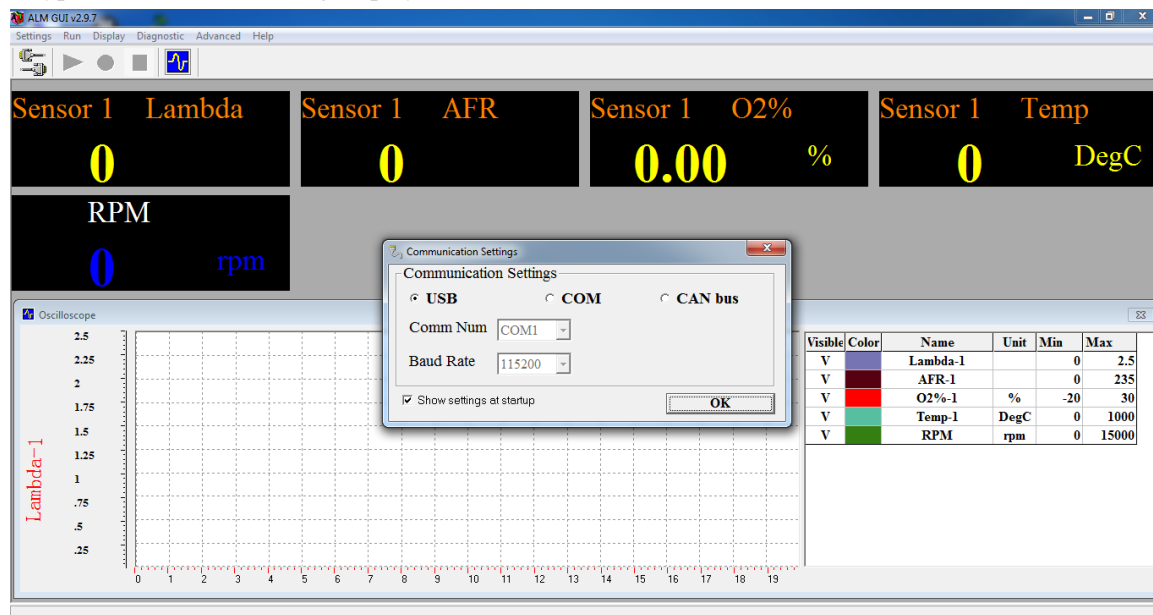 ALM GUI v2.9.7
Settings Run Display Diagnostic Advanced Help
Sensor 1 Lambda
0
Sensor 1 AFR
0
Sensor 1 O2%
0.00 %
Sensor 1 Temp
0 DegC
RPM
0 rpm
Communication Settings
Communication Settings
USB COM CAN bus
Comm Num COM1
Baud Rate 115200
Show settings at startup OK
Oscilloscope
Lambda-1
2.5
2.25
2
1.75
1.5
1.25
1
.75
.5
.25
0 1 2 3 4 5 6 7 8 9 10 11 12 13 14 15 16 17 18 19
Visible Color Name Unit Min Max
V Lambda-1 0 2.5
V AFR-1 0 235
V O2%-1 % -20 30
V Temp-1 DegC 0 1000
V RPM rpm 0 15000